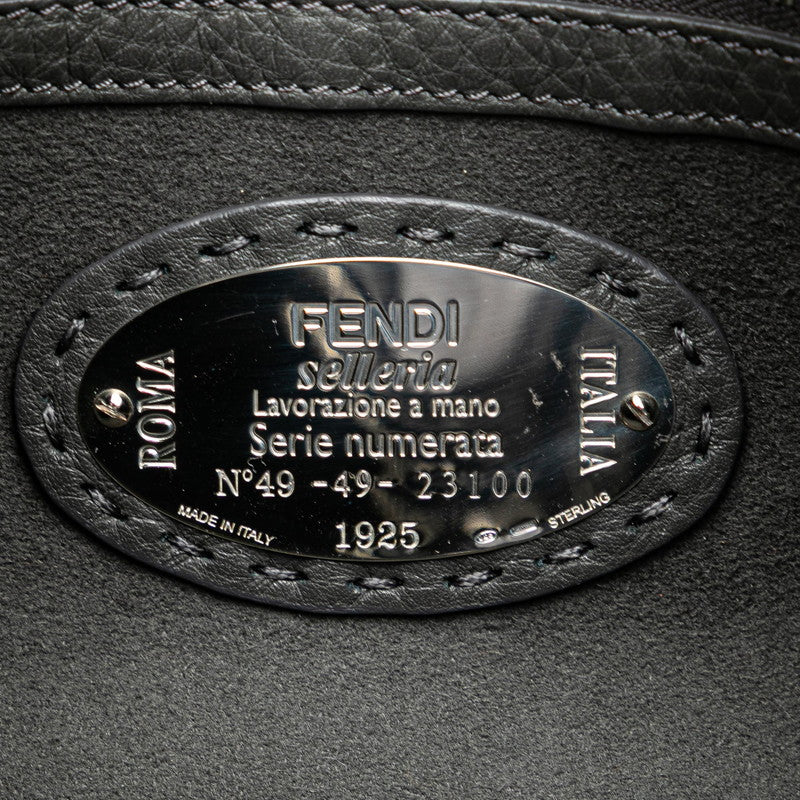 FENDI
selleria
Lavorazione a mano
Serie numerata
N°49 -49- 23100
1925
ROMA
ITALIA
MADE IN ITALY
STERLING